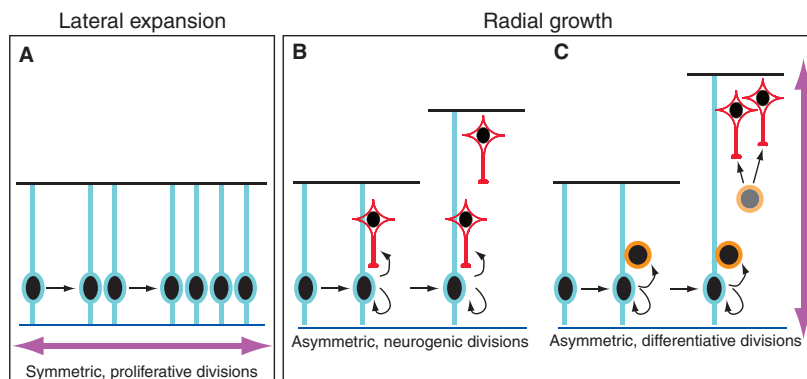 Lateral expansion
Radial growth
A
B
C
Symmetric, proliferative divisions
Asymmetric, neurogenic divisions
Asymmetric, differentiative divisions